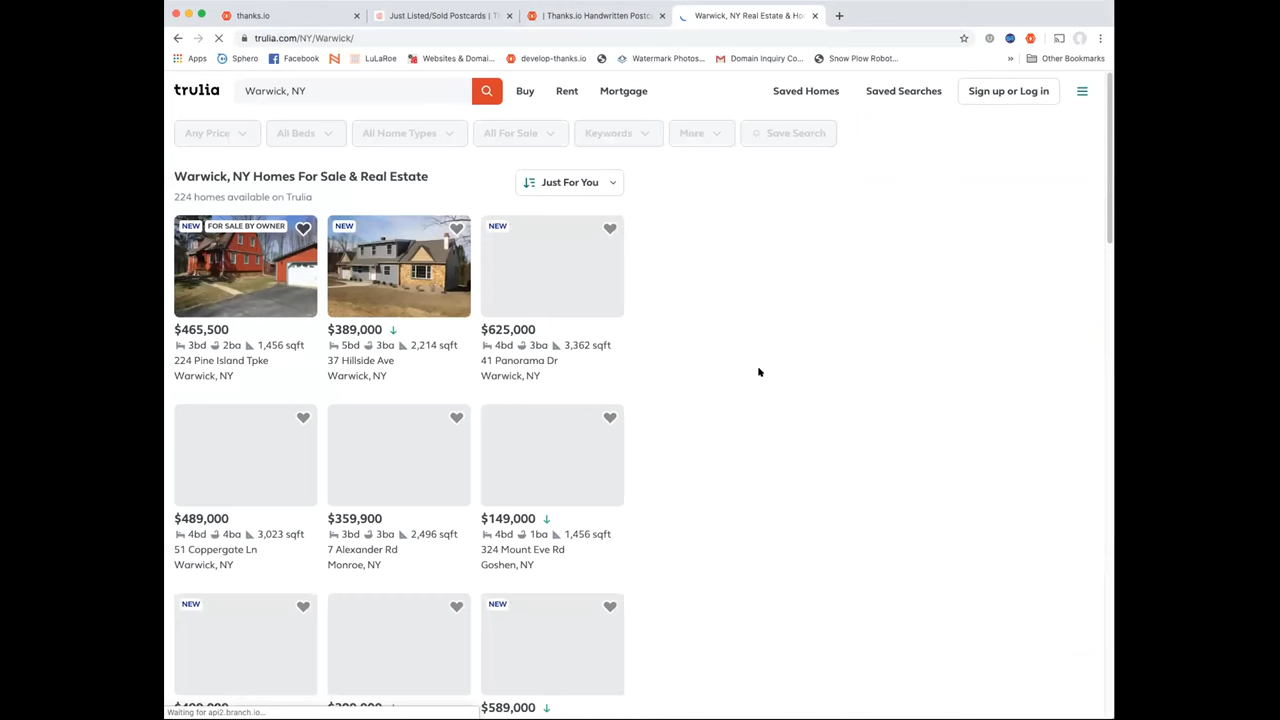 thanks.io
Just Listed/Sold Postcards | Th
| Thanks.io Handwritten Postca
Warwick, NY Real Estate & Hom
trulia.com/NY/Warwick/
Apps
Sphero
Facebook
LuLaRoe
Websites & Domai...
develop-thanks.io
Watermark Photos...
Domain Inquiry Co...
Snow Plow Robot...
»
Other Bookmarks
trulia
Warwick, NY
Buy
Rent
Mortgage
Saved Homes
Saved Searches
Sign up or Log in
Any Price
All Beds
All Home Types
All For Sale
Keywords
More
Save Search
Warwick, NY Homes For Sale & Real Estate
Just For You
224 homes available on Trulia
NEW FOR SALE BY OWNER
NEW
NEW
$465,500
3bd 2ba 1,456 sqft
224 Pine Island Tpke
Warwick, NY
$389,000
5bd 3ba 2,214 sqft
37 Hillside Ave
Warwick, NY
$625,000
4bd 3ba 3,362 sqft
41 Panorama Dr
Warwick, NY
$489,000
4bd 4ba 3,023 sqft
51 Coppergate Ln
Warwick, NY
$359,900
3bd 3ba 2,496 sqft
7 Alexander Rd
Monroe, NY
$149,000
4bd 1ba 1,456 sqft
324 Mount Eve Rd
Goshen, NY
NEW
NEW
$589,000
Waiting for api2.branch.io...